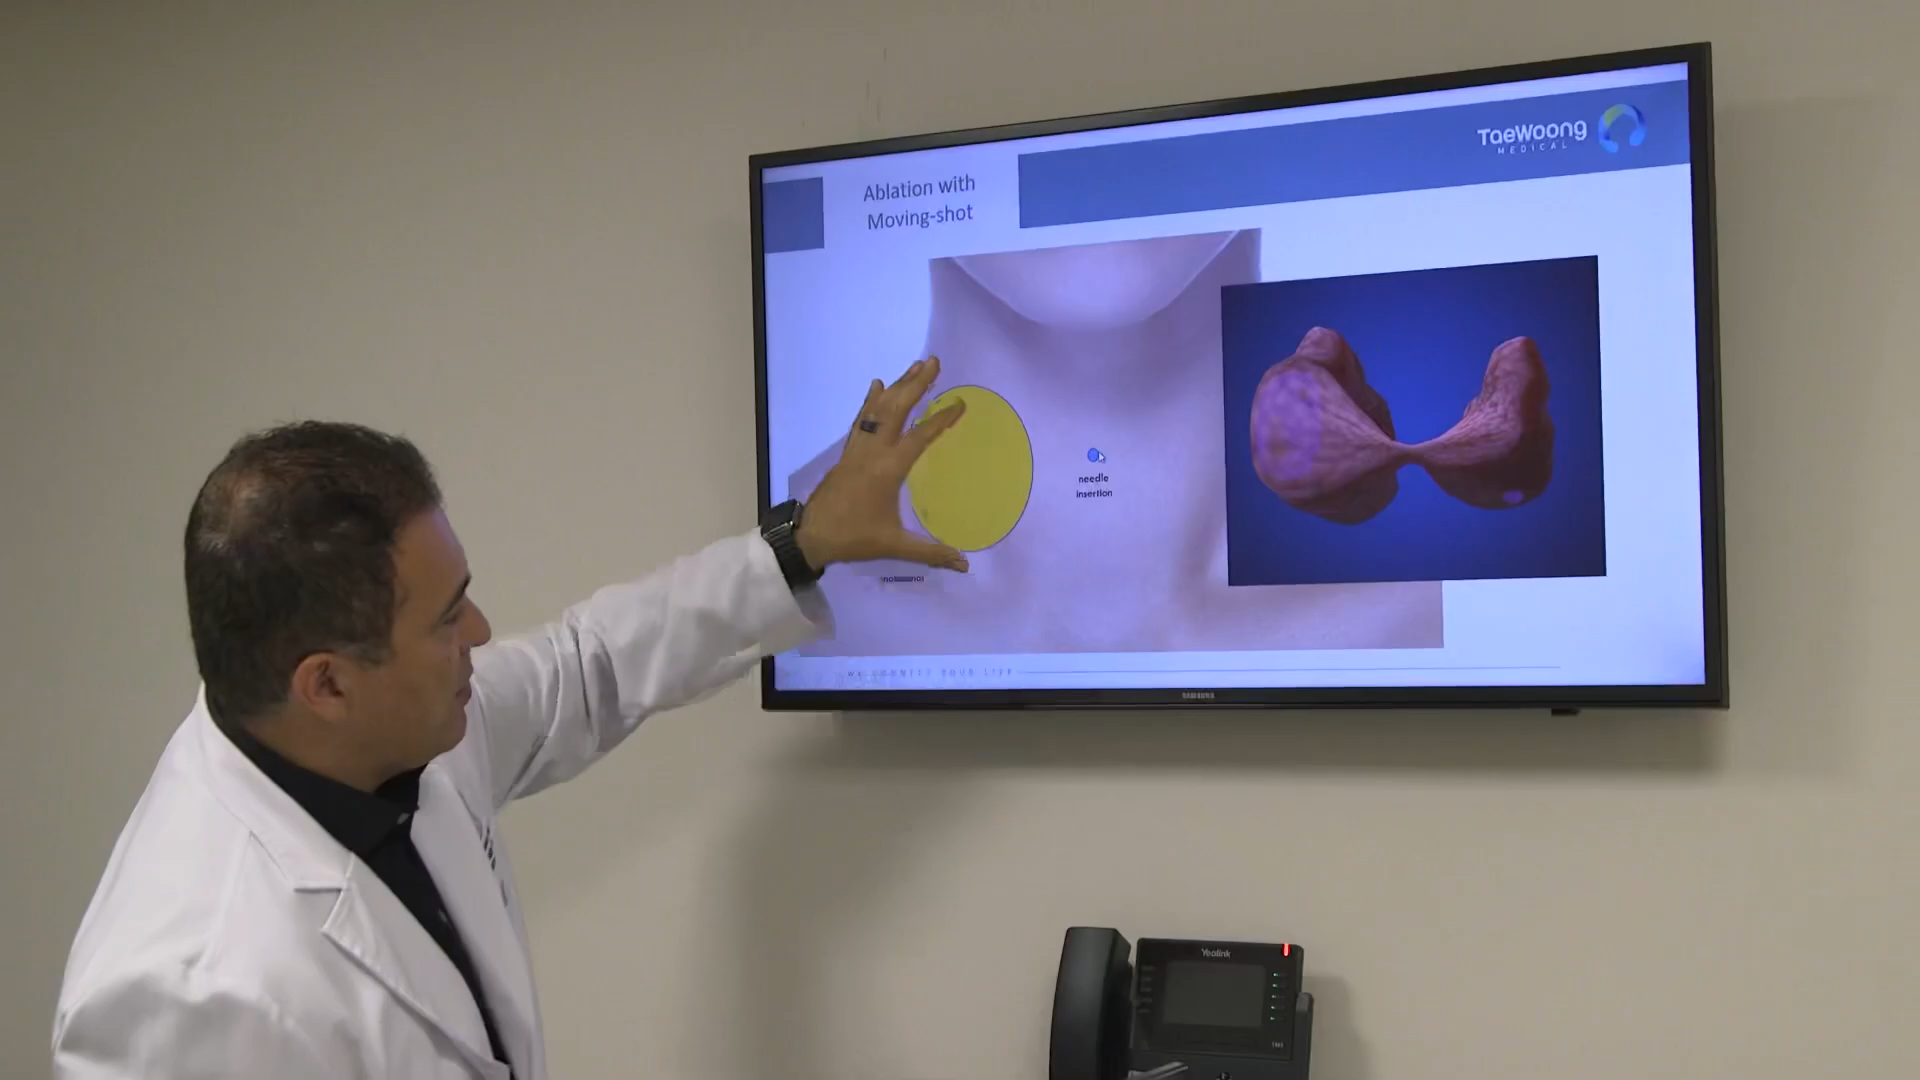 TaeWoong
MEDICAL
Ablation with
Moving-shot
needle
insertion
SAMSUNG
Yealink